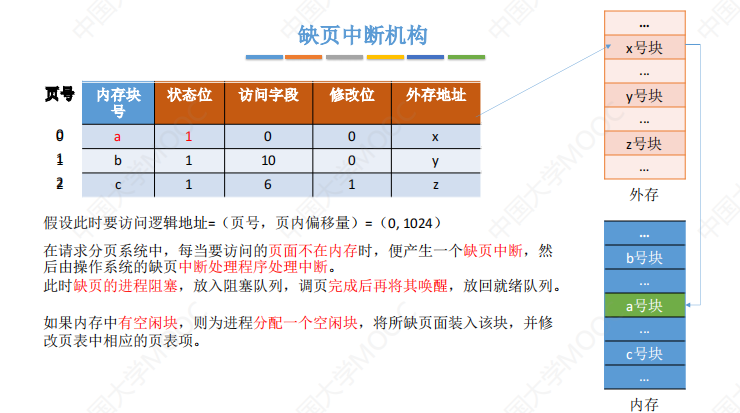 缺页中断机构
页号 内存块号 状态位 访问字段 修改位 外存地址
0 a 1 0 0 x
1 b 1 10 0 y
2 c 1 6 1 z
假设此时要访问逻辑地址=（页号，页内偏移量）=（0, 1024）
在请求分页系统中，每当要访问的页面不在内存时，便产生一个缺页中断，然
后由操作系统的缺页中断处理程序处理中断。
此时缺页的进程阻塞，放入阻塞队列，调页完成后再将其唤醒，放回就绪队列。
如果内存中有空闲块，则为进程分配一个空闲块，将所缺页面装入该块，并修
改页表中相应的页表项。
...
x号块
...
y号块
...
z号块
...
外存
...
b号块
...
a号块
...
c号块
...
内存
中国大学MOOC